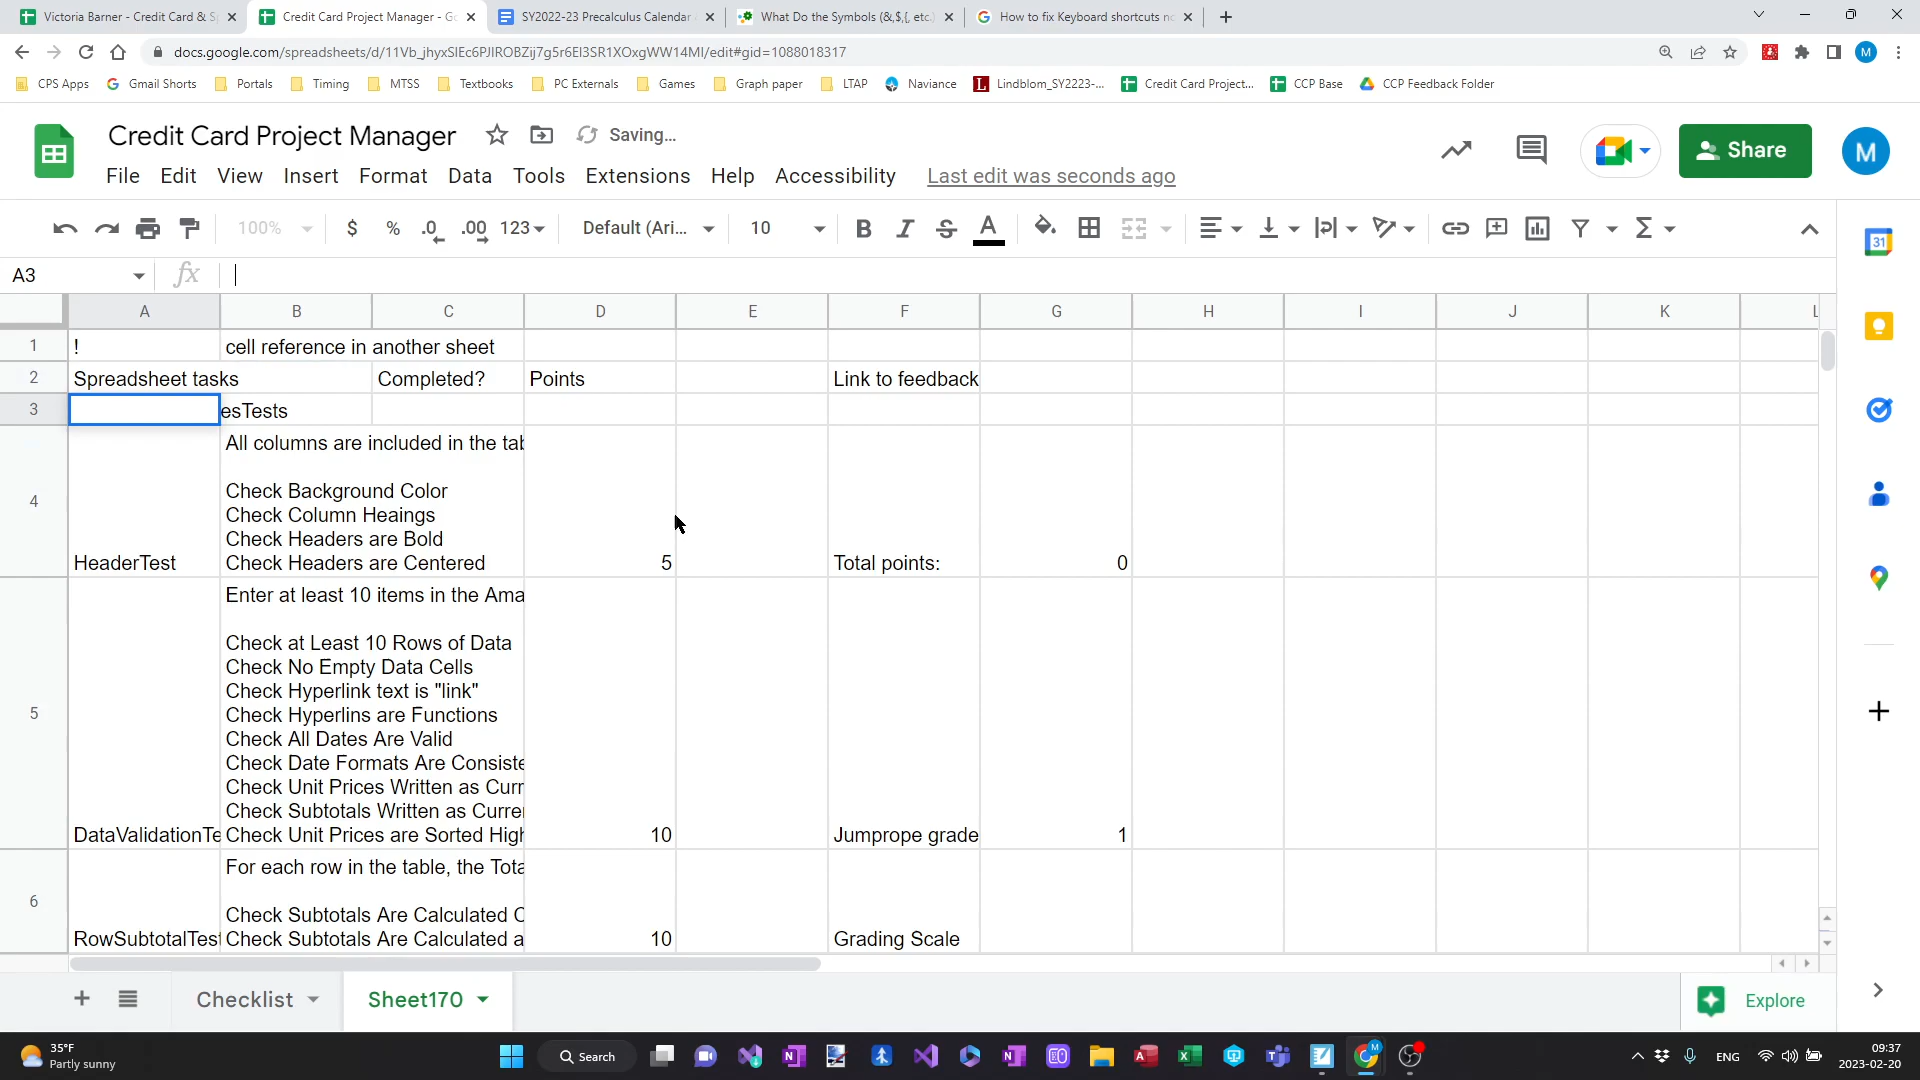 Victoria Barner - Credit Card & S
Credit Card Project Manager - Go
SY2022-23 Precalculus Calendar
What Do the Symbols (&,$,{, etc.)
How to fix Keyboard shortcuts no
docs.google.com/spreadsheets/d/11Vb_jhyxSlEc6PJIROBZij7g5r6El3SR1XOxgWW14MI/edit#gid=1088018317
M
CPS Apps
Gmail Shorts
Portals
Timing
MTSS
Textbooks
PC Externals
Games
Graph paper
LTAP
Naviance
Lindblom_SY2223-...
Credit Card Project...
CCP Base
CCP Feedback Folder
Credit Card Project Manager
Saving...
Share
M
File Edit View Insert Format Data Tools Extensions Help Accessibility Last edit was seconds ago
100% $ % .0 .00 123 Default (Ari... 10 B I S A Σ
31
A3 fx
A B C D E F G H I J K L
1 ! cell reference in another sheet
2 Spreadsheet tasks Completed? Points Link to feedback
3 esTests
All columns are included in the tab
Check Background Color
4 Check Column Heaings
Check Headers are Bold
HeaderTest Check Headers are Centered 5 Total points: 0
Enter at least 10 items in the Ama
Check at Least 10 Rows of Data
Check No Empty Data Cells
Check Hyperlink text is "link"
5 Check Hyperlins are Functions
Check All Dates Are Valid
Check Date Formats Are Consiste
Check Unit Prices Written as Curr
Check Subtotals Written as Curre
DataValidationTe Check Unit Prices are Sorted High 10 Jumprope grade 1
For each row in the table, the Tota
6
Check Subtotals Are Calculated C
RowSubtotalTest Check Subtotals Are Calculated a 10 Grading Scale
Checklist Sheet170 Explore
35°F
Partly sunny
Search
M
ENG
09:37
2023-02-20